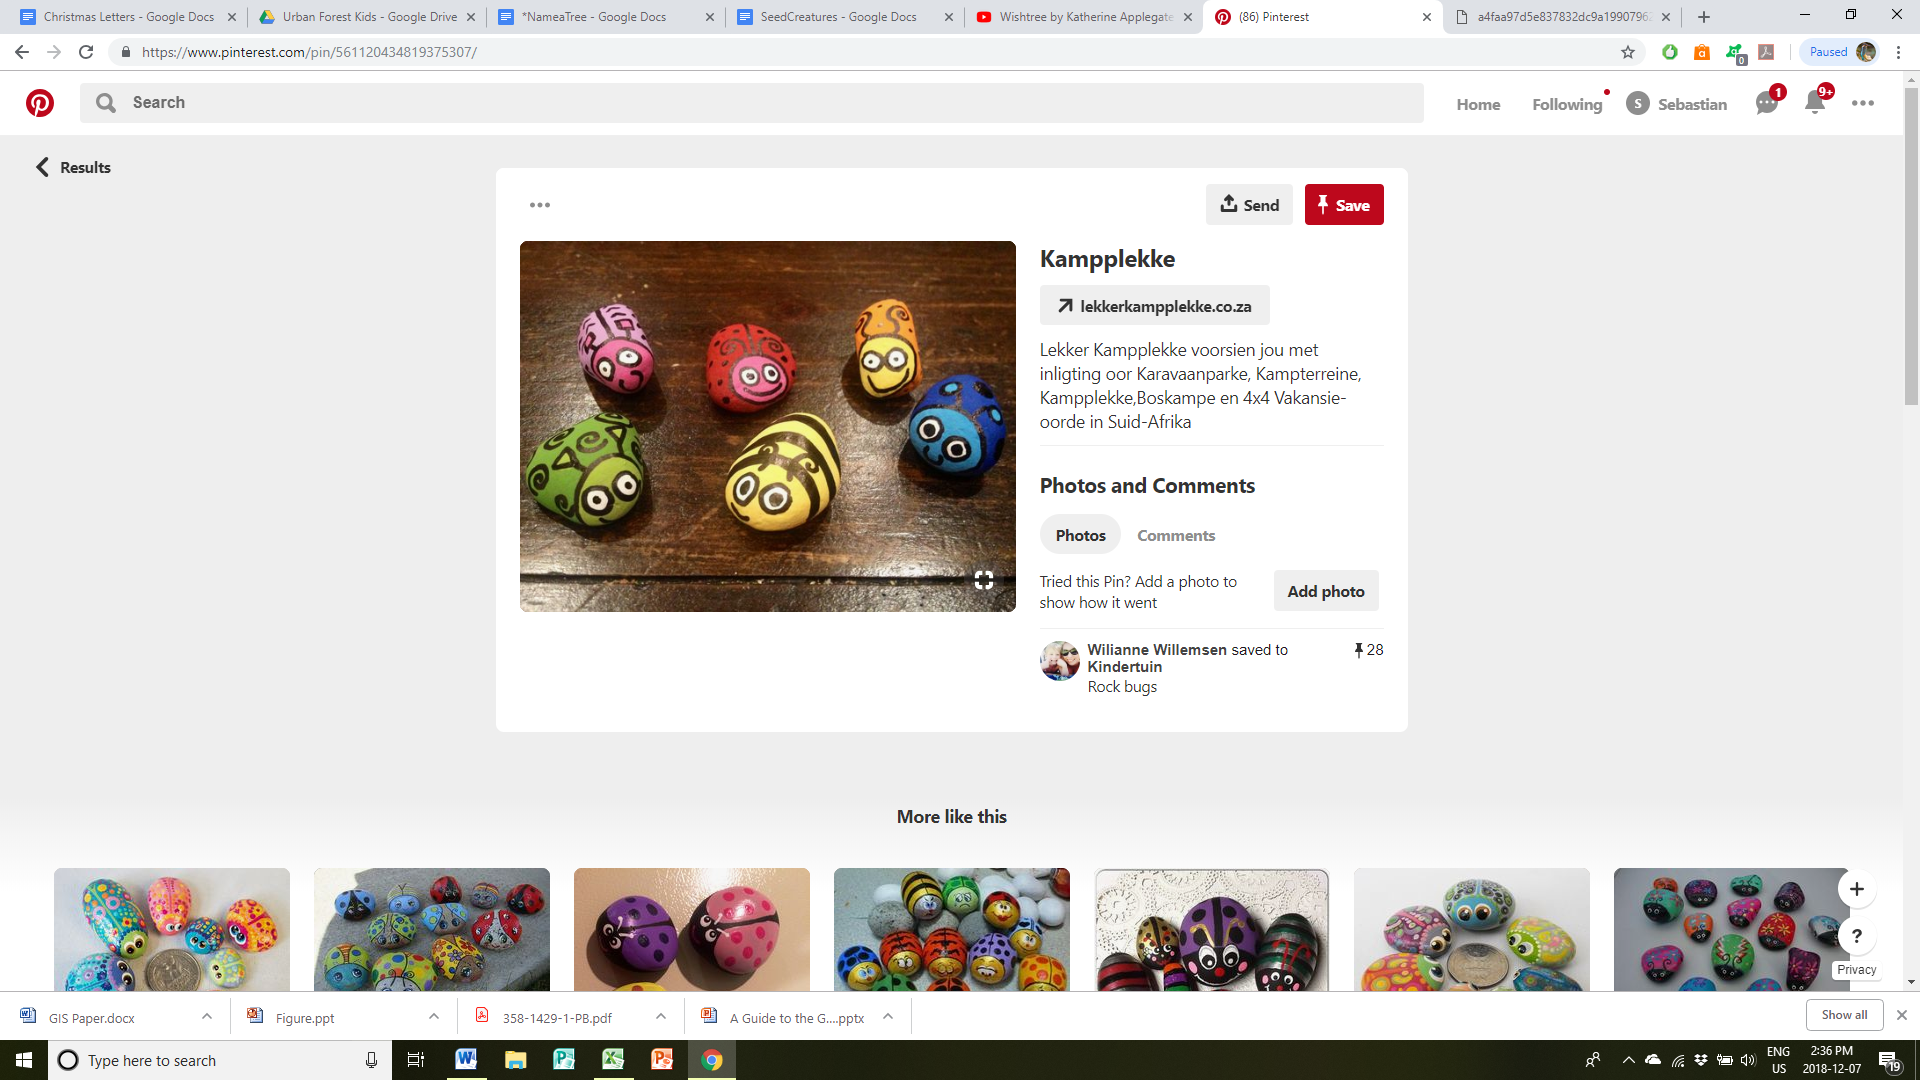 Christmas Letters - Google Docs
Urban Forest Kids - Google Drive
*NameaTree - Google Docs
SeedCreatures - Google Docs
Wishtree by Katherine Applegate
(86) Pinterest
a4faa97d5e837832dc9a1990796
https://www.pinterest.com/pin/561120434819375307/
0
Paused
Search
Home
Following
S
Sebastian
1
9+
Results
Send
Save
Kampplekke
lekkerkampplekke.co.za
Lekker Kampplekke voorsien jou met
inligting oor Karavaanparke, Kampterreine,
Kampplekke,Boskampe en 4x4 Vakansie-
oorde in Suid-Afrika
Photos and Comments
Photos
Comments
Tried this Pin? Add a photo to
show how it went
Add photo
Wilianne Willemsen saved to
Kindertuin
28
Rock bugs
More like this
+
?
Privacy
GIS Paper.docx
Figure.ppt
358-1429-1-PB.pdf
A Guide to the G....pptx
Show all
Type here to search
ENG
US
2:36 PM
2018-12-07
19